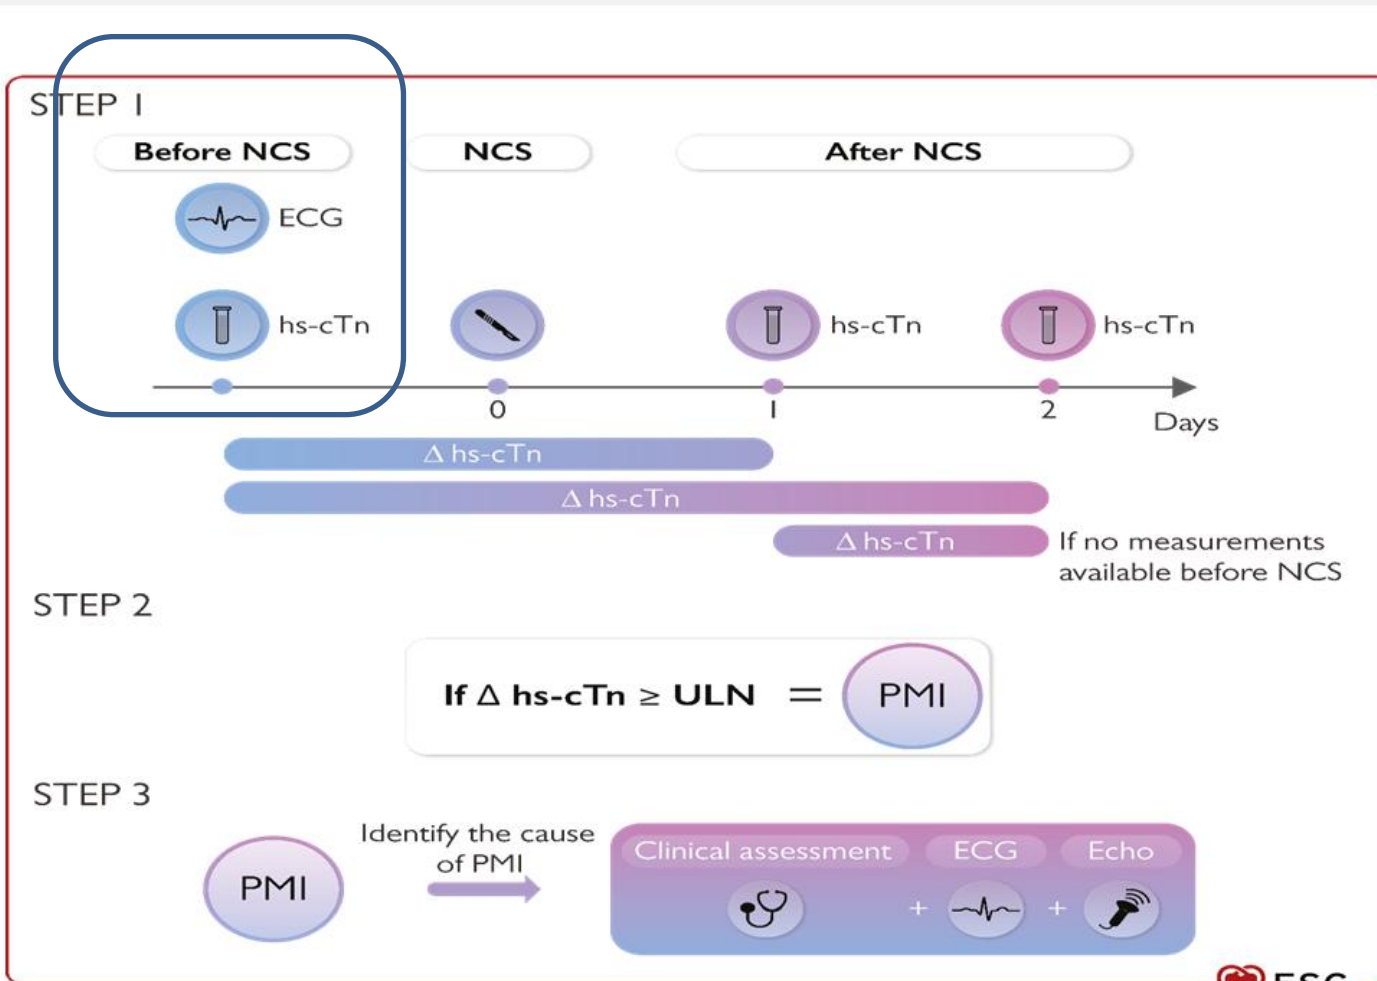 STEP 1
Before NCS
NCS
After NCS
ECG
hs-cTn
hs-cTn
hs-cTn
0
1
2
Days
Δ hs-cTn
Δ hs-cTn
Δ hs-cTn
If no measurements
available before NCS
STEP 2
If Δ hs-cTn ≥ ULN = PMI
STEP 3
PMI
Identify the cause
of PMI
Clinical assessment
ECG
Echo
+
+
ESC